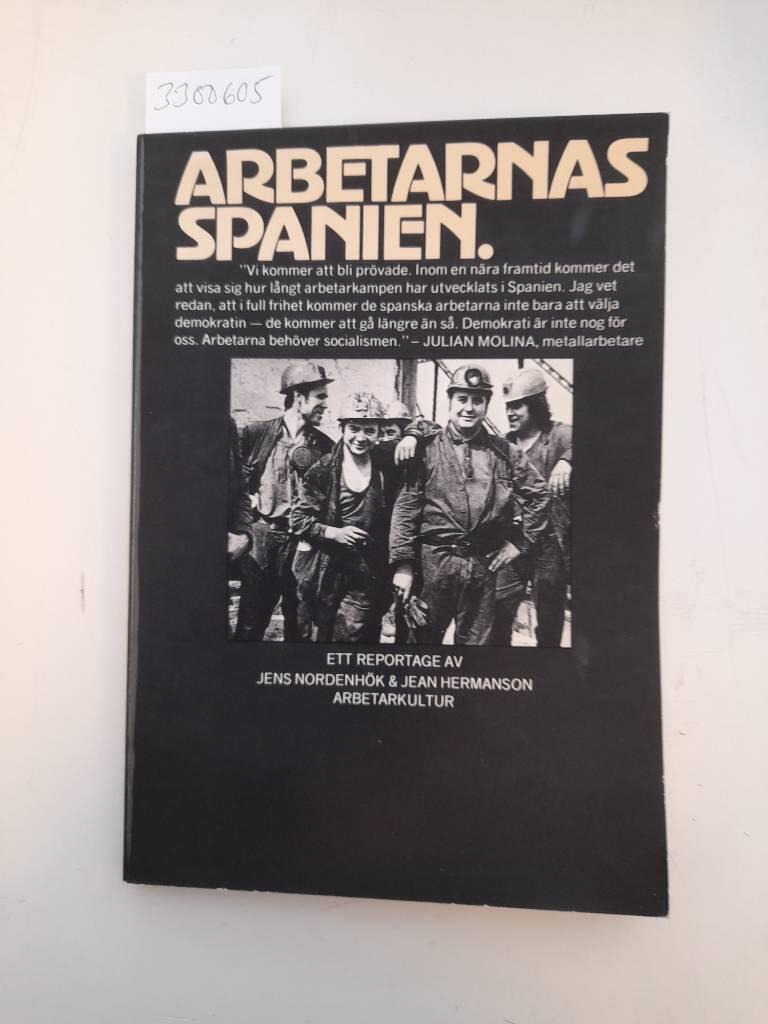 3300605
ARBETARNAS
SPANIEN.
"Vi kommer att bli prövade. Inom en nära framtid kommer det
att visa sig hur långt arbetarkampen har utvecklats i Spanien. Jag vet
redan, att i full frihet kommer de spanska arbetarna inte bara att välja
demokratin — de kommer att gå längre än så. Demokrati är inte nog för
oss. Arbetarna behöver socialismen." – JULIAN MOLINA, metallarbetare
ETT REPORTAGE AV
JENS NORDENHÖK & JEAN HERMANSON
ARBETARKULTUR